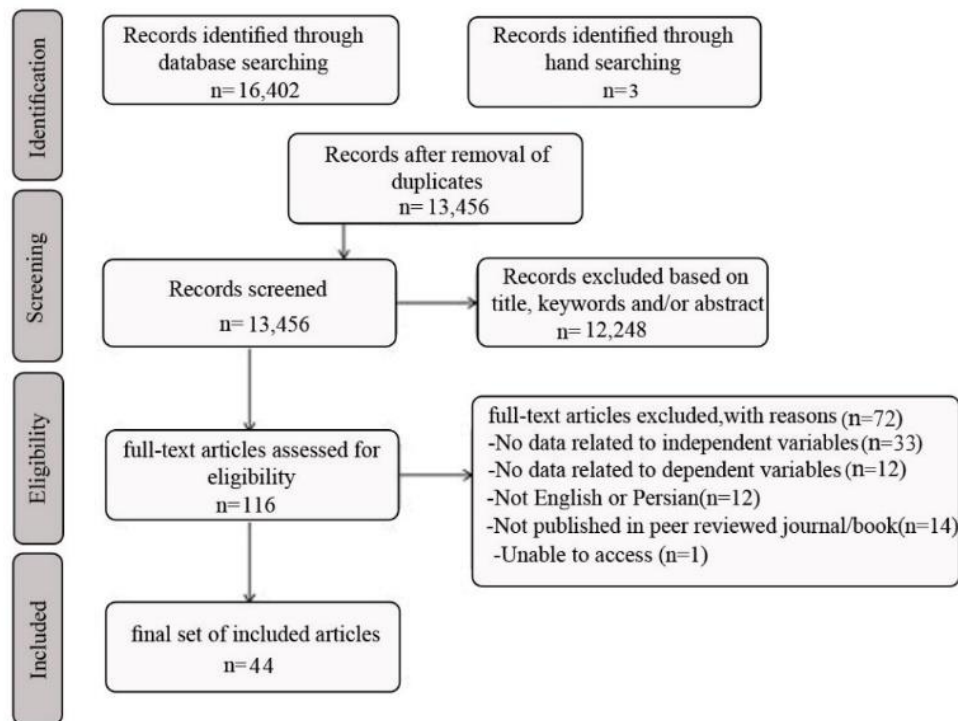 Identification
Records identified through
database searching
n=16,402
Records identified through
hand searching
n=3
Records after removal of
duplicates
n=13,456
Screening
Records screened
n=13,456
Records excluded based on
title, keywords and/or abstract
n=12,248
Eligibility
full-text articles assessed for
eligibility
n=116
full-text articles excluded,with reasons (n=72)
-No data related to independent variables(n=33)
-No data related to dependent variables (n=12)
-Not English or Persian(n=12)
-Not published in peer reviewed journal/book(n=14)
-Unable to access (n=1)
Included
final set of included articles
n=44